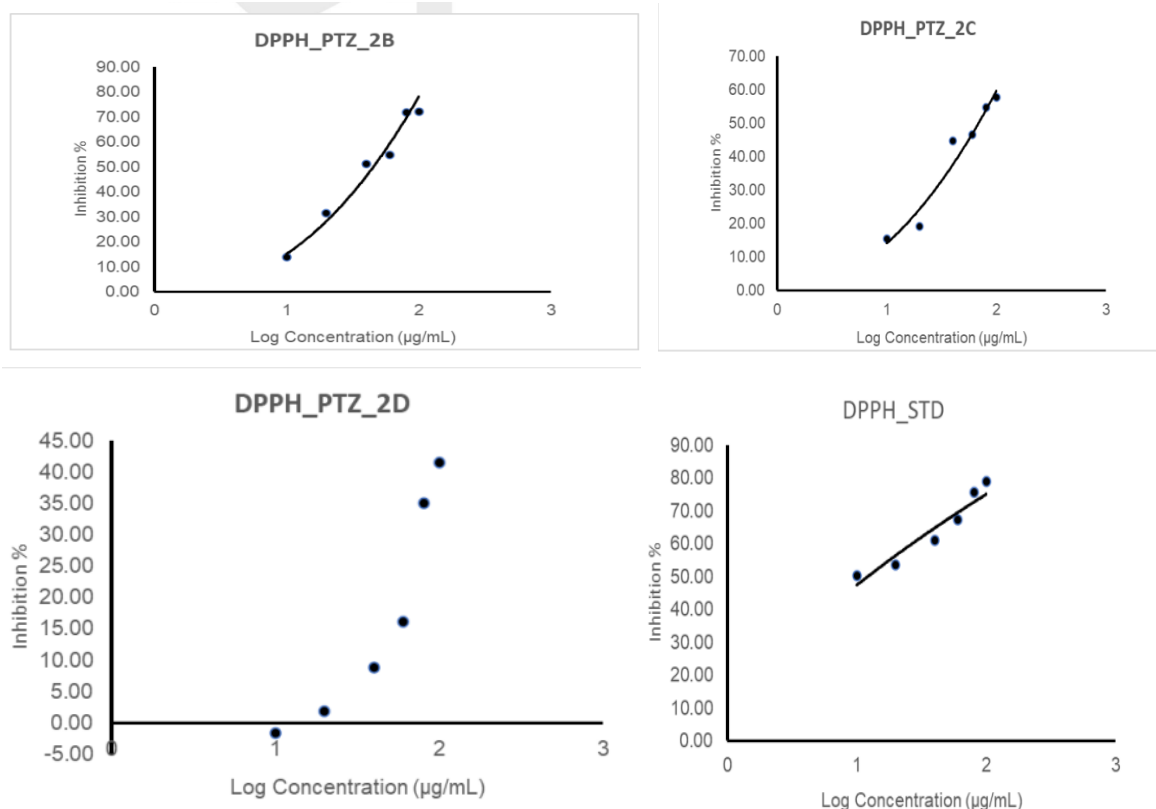 DPPH_PTZ_2B
90.00
80.00
70.00
60.00
50.00
40.00
30.00
20.00
10.00
0.00
Inhibition %
0 1 2 3
Log Concentration (µg/mL)
DPPH_PTZ_2C
70.00
60.00
50.00
40.00
30.00
20.00
10.00
0.00
Inhibition %
0 1 2 3
Log Concentration (µg/mL)
DPPH_PTZ_2D
45.00
40.00
35.00
30.00
25.00
20.00
15.00
10.00
5.00
0.00
-5.00
Inhibition %
0 1 2 3
Log Concentration (µg/mL)
DPPH_STD
90.00
80.00
70.00
60.00
50.00
40.00
30.00
20.00
10.00
0.00
Inhibition %
0 1 2 3
Log Concentration (µg/mL)